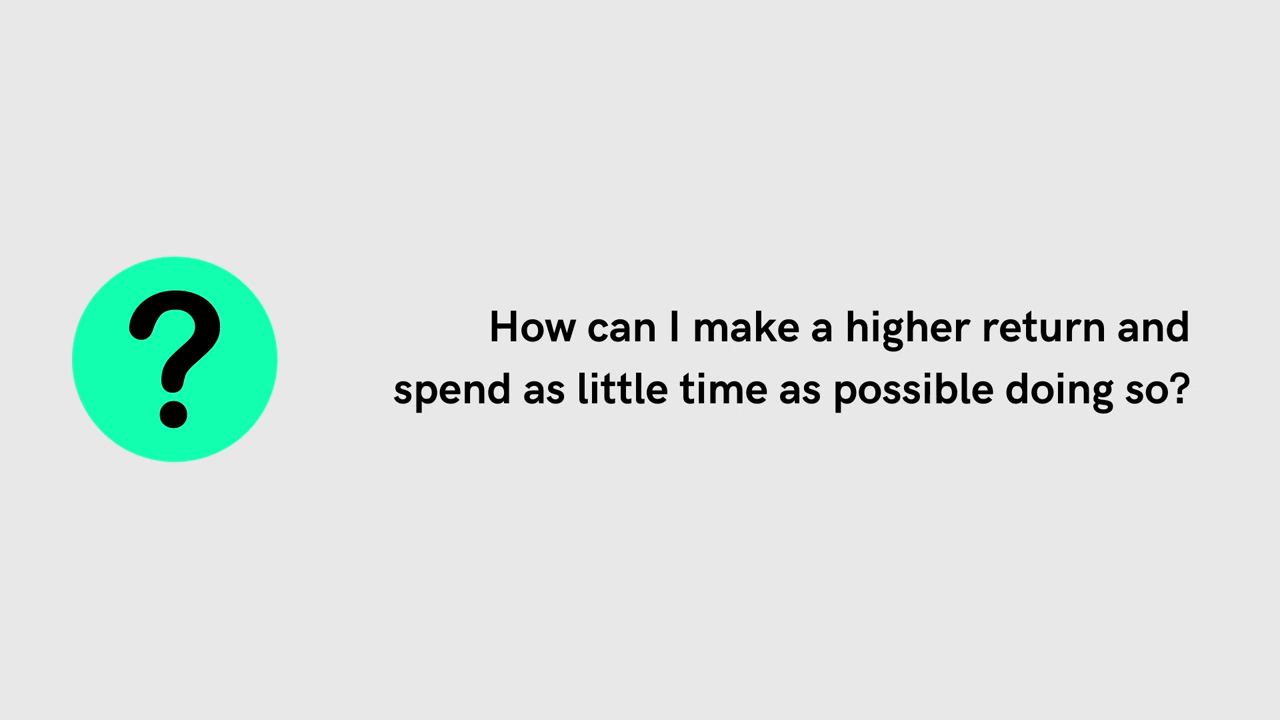 ?
How can I make a higher return and
spend as little time as possible doing so?